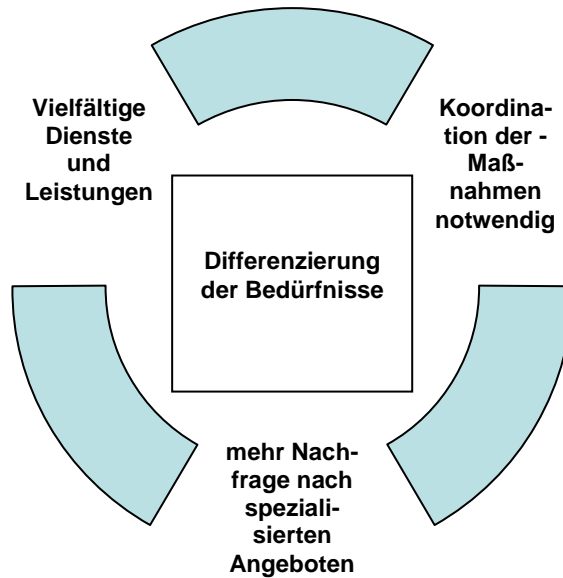 Vielfältige
Dienste
und
Leistungen
Koordina-
tion der -
Maß-
nahmen
notwendig
Differenzierung
der Bedürfnisse
mehr Nach-
frage nach
speziali-
sierten
Angeboten